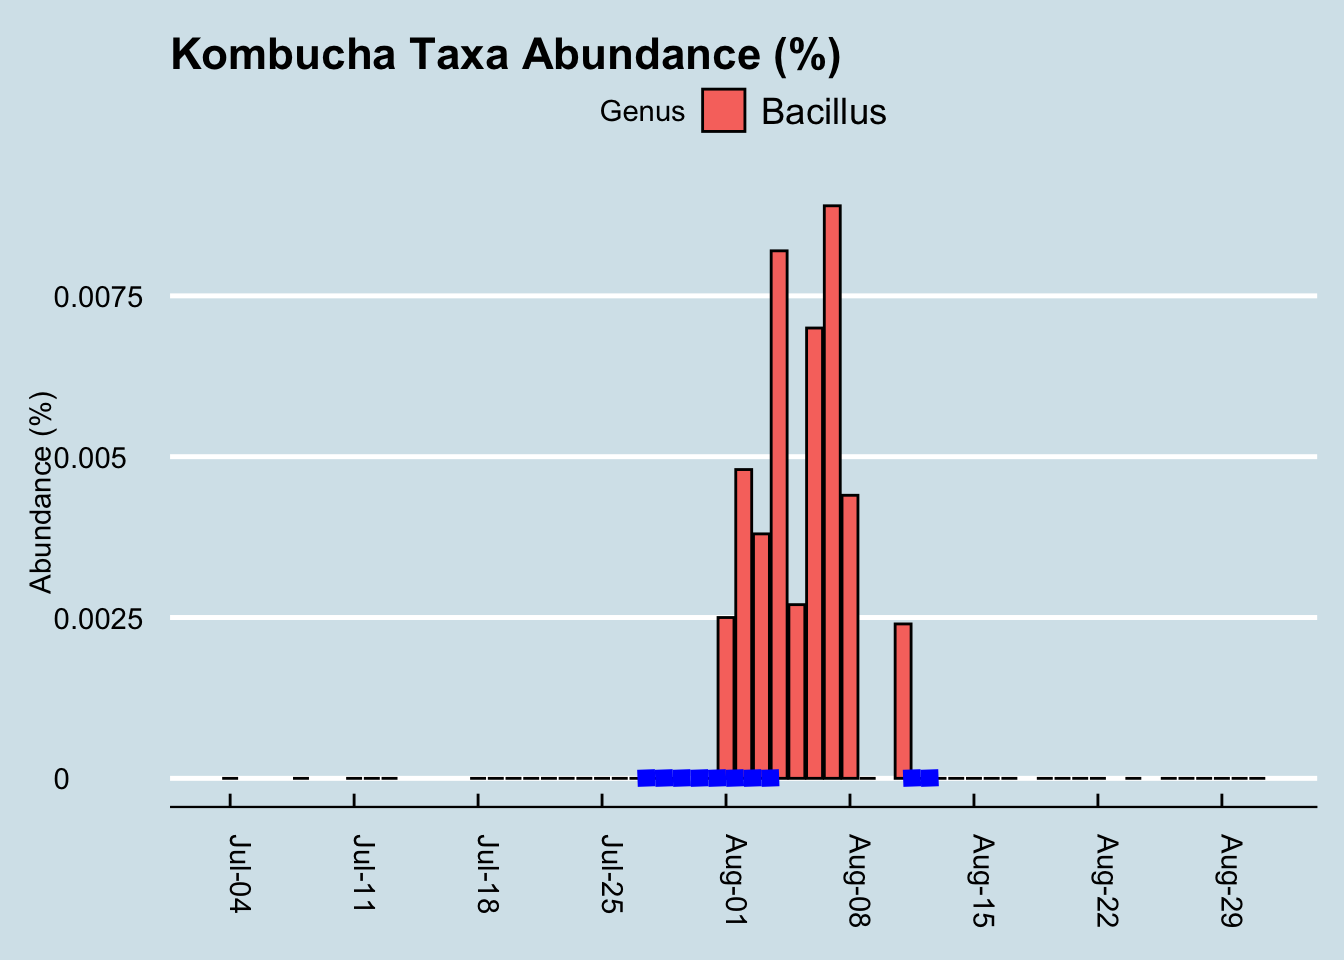 Kombucha Taxa Abundance (%)
Genus Bacillus
Abundance (%)
0.0075
0.005
0.0025
0
Jul-04
Jul-11
Jul-18
Jul-25
Aug-01
Aug-08
Aug-15
Aug-22
Aug-29